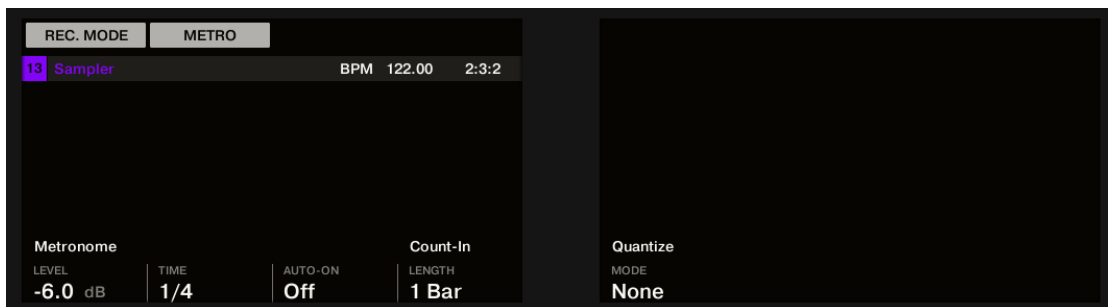 REC. MODE METRO
13 Sampler BPM 122.00 2:3:2
Metronome Count-In Quantize
LEVEL TIME AUTO-ON LENGTH MODE
-6.0 dB 1/4 Off 1 Bar None